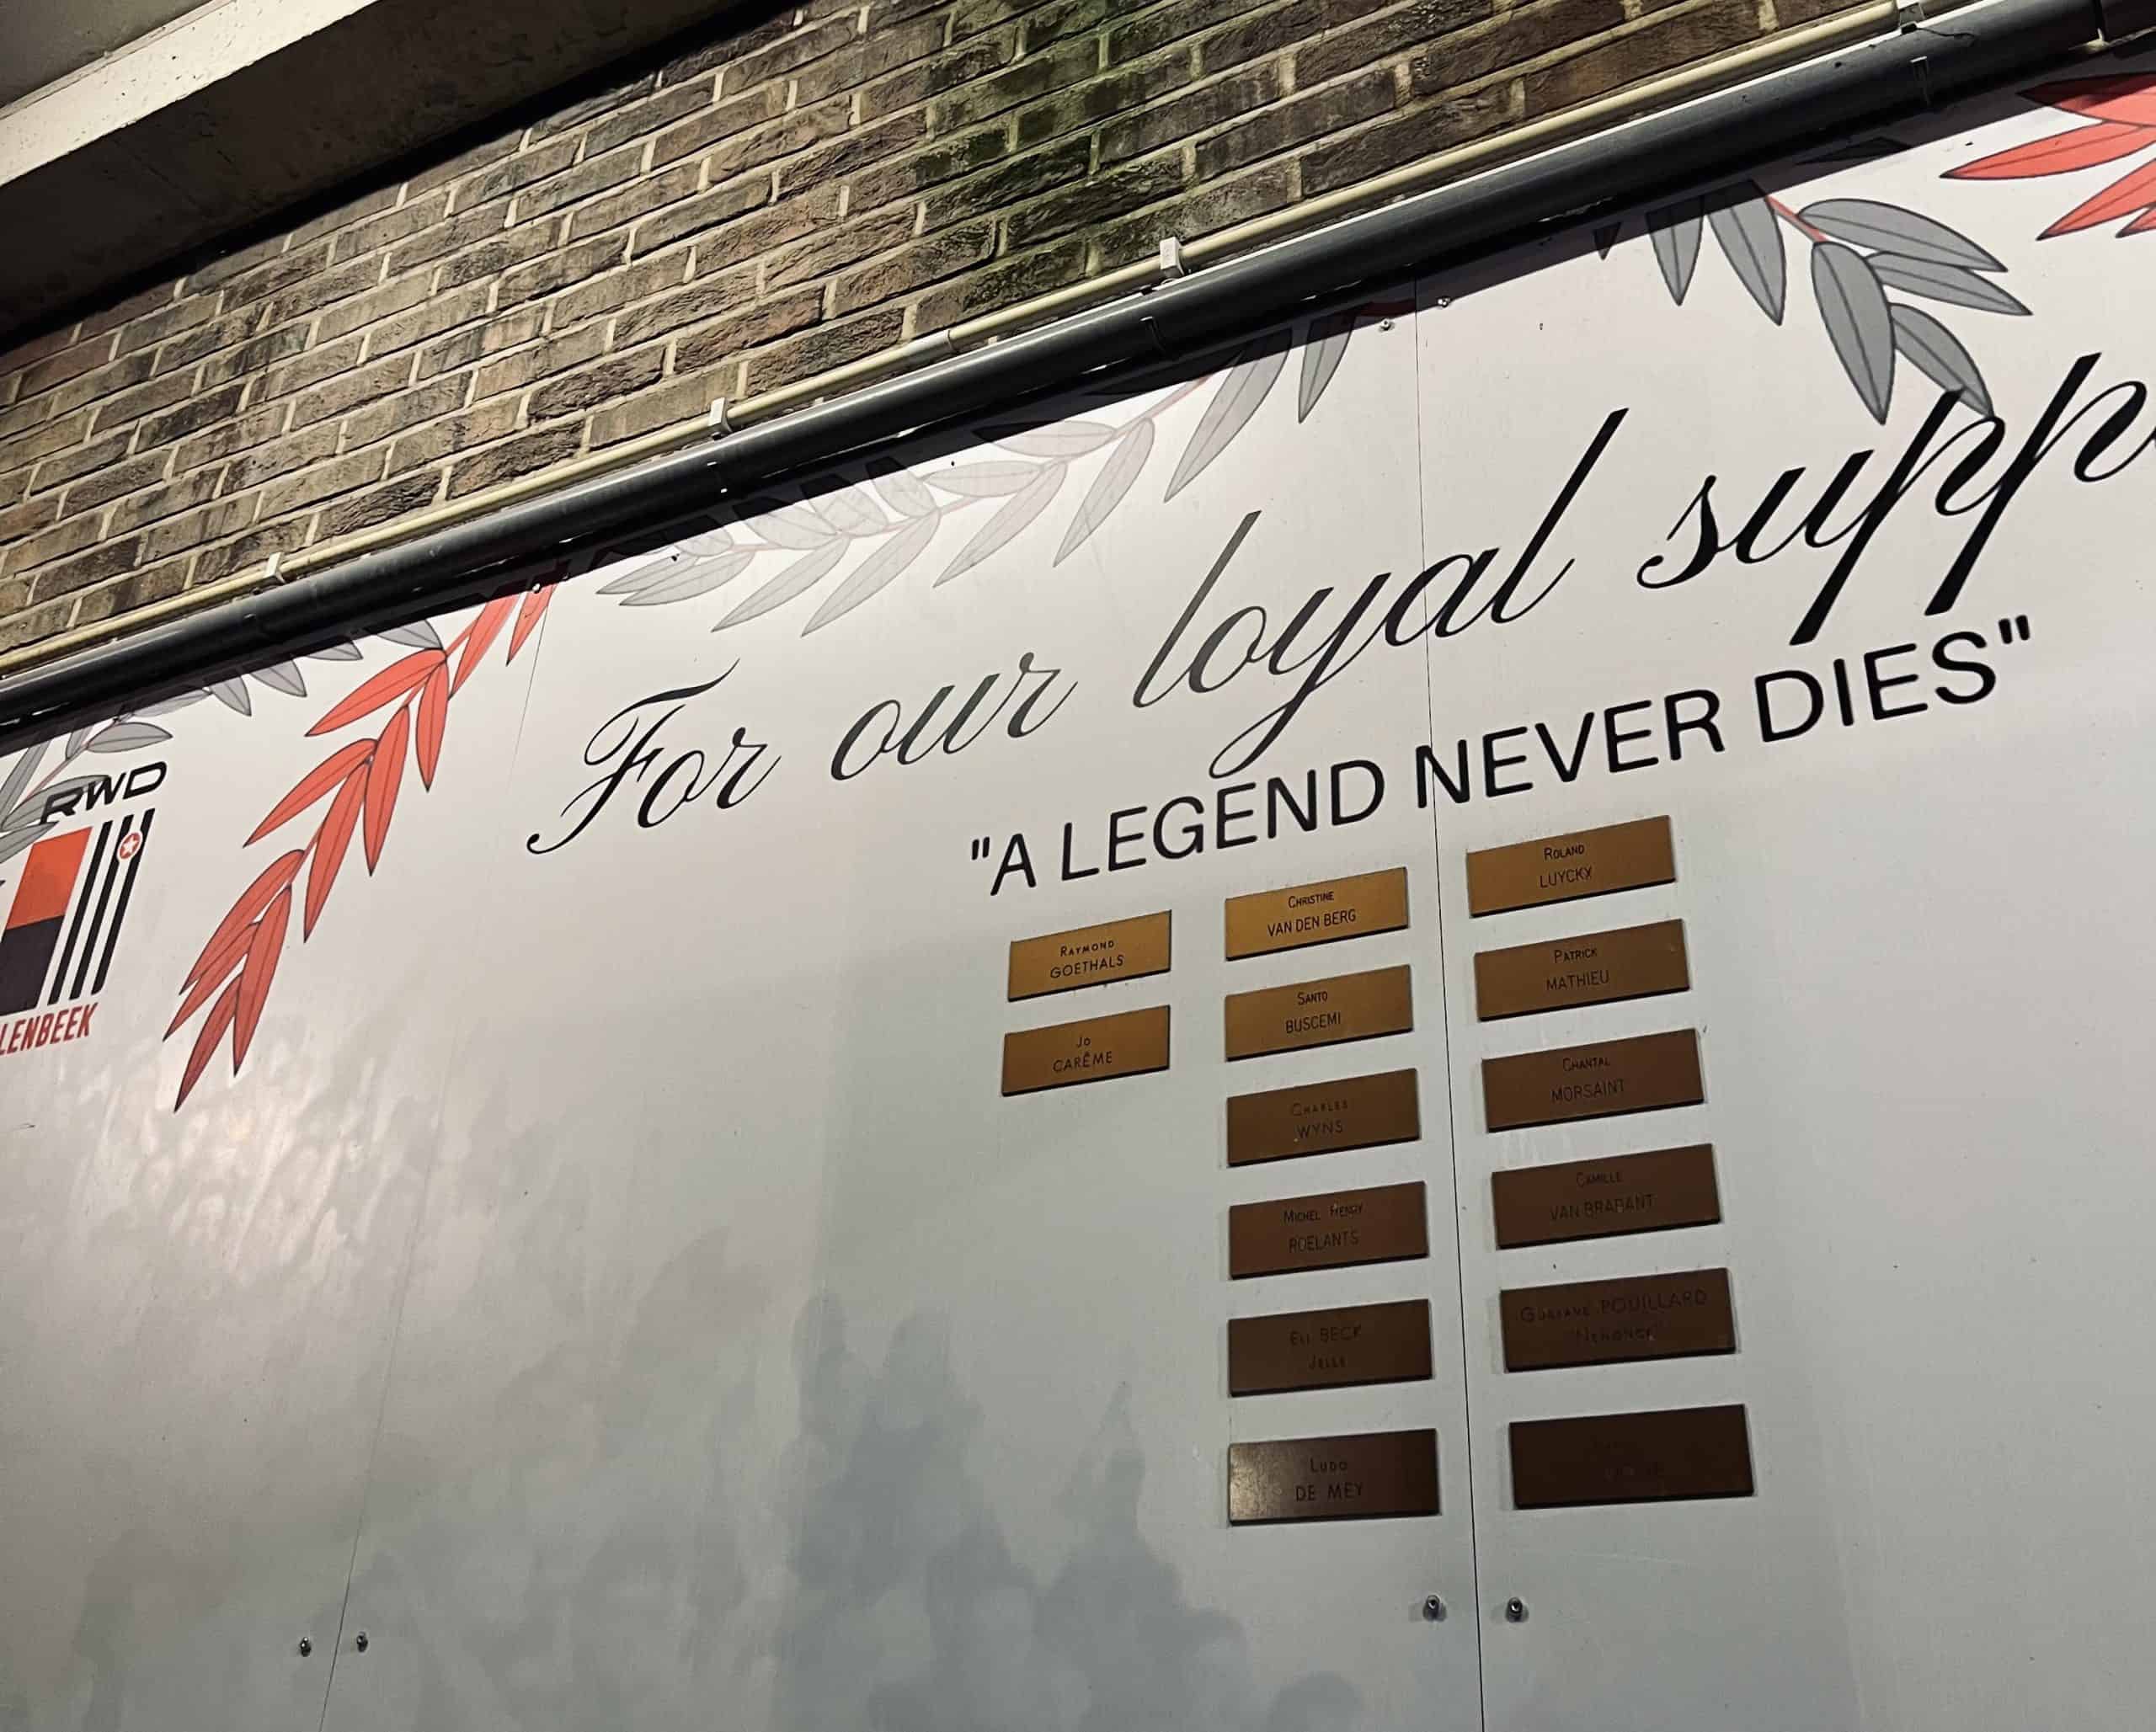 For our loyal supp
"A LEGEND NEVER DIES"
RWD
LENBEEK
RAYMOND
GOETHALS
JO
CARÊME
CHRISTINE
VAN DEN BERG
SANTO
BUSCEMI
CHARLES
WYNS
MICHEL HENRY
ROELANTS
ELI BECK
JELLE
LUDO
DE MEY
ROLAND
LUYCKX
PATRICK
MATHIEU
CHANTAL
MORSAINT
CAMILLE
VAN BRABANT
GUSTAVE POUILLARD